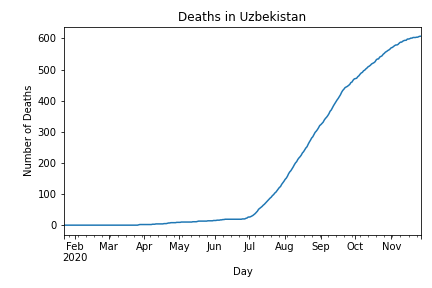 Deaths in Uzbekistan
Number of Deaths
600
500
400
300
200
100
0
Feb Mar Apr May Jun Jul Aug Sep Oct Nov
2020
Day